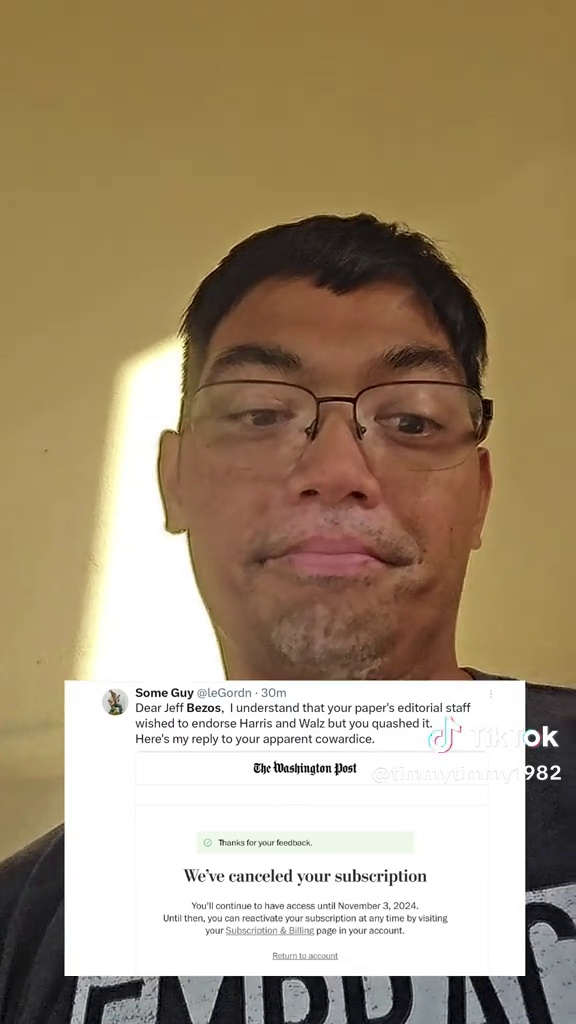 Some Guy @leGordn · 30m
Dear Jeff Bezos, I understand that your paper's editorial staff
wished to endorse Harris and Walz but you quashed it.
Here's my reply to your apparent cowardice.
TikTok
@timmytimmy1982
The Washington Post
Thanks for your feedback.
We've canceled your subscription
You'll continue to have access until November 3, 2024.
Until then, you can reactivate your subscription at any time by visiting
your Subscription & Billing page in your account.
Return to account